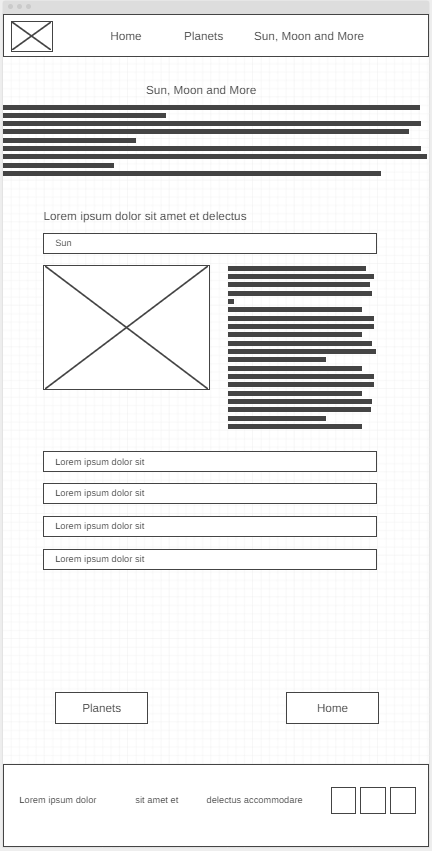 Home Planets Sun, Moon and More
Sun, Moon and More
Lorem ipsum dolor sit amet et delectus
Sun
Lorem ipsum dolor sit
Lorem ipsum dolor sit
Lorem ipsum dolor sit
Lorem ipsum dolor sit
Planets Home
Lorem ipsum dolor sit amet et delectus accommodare